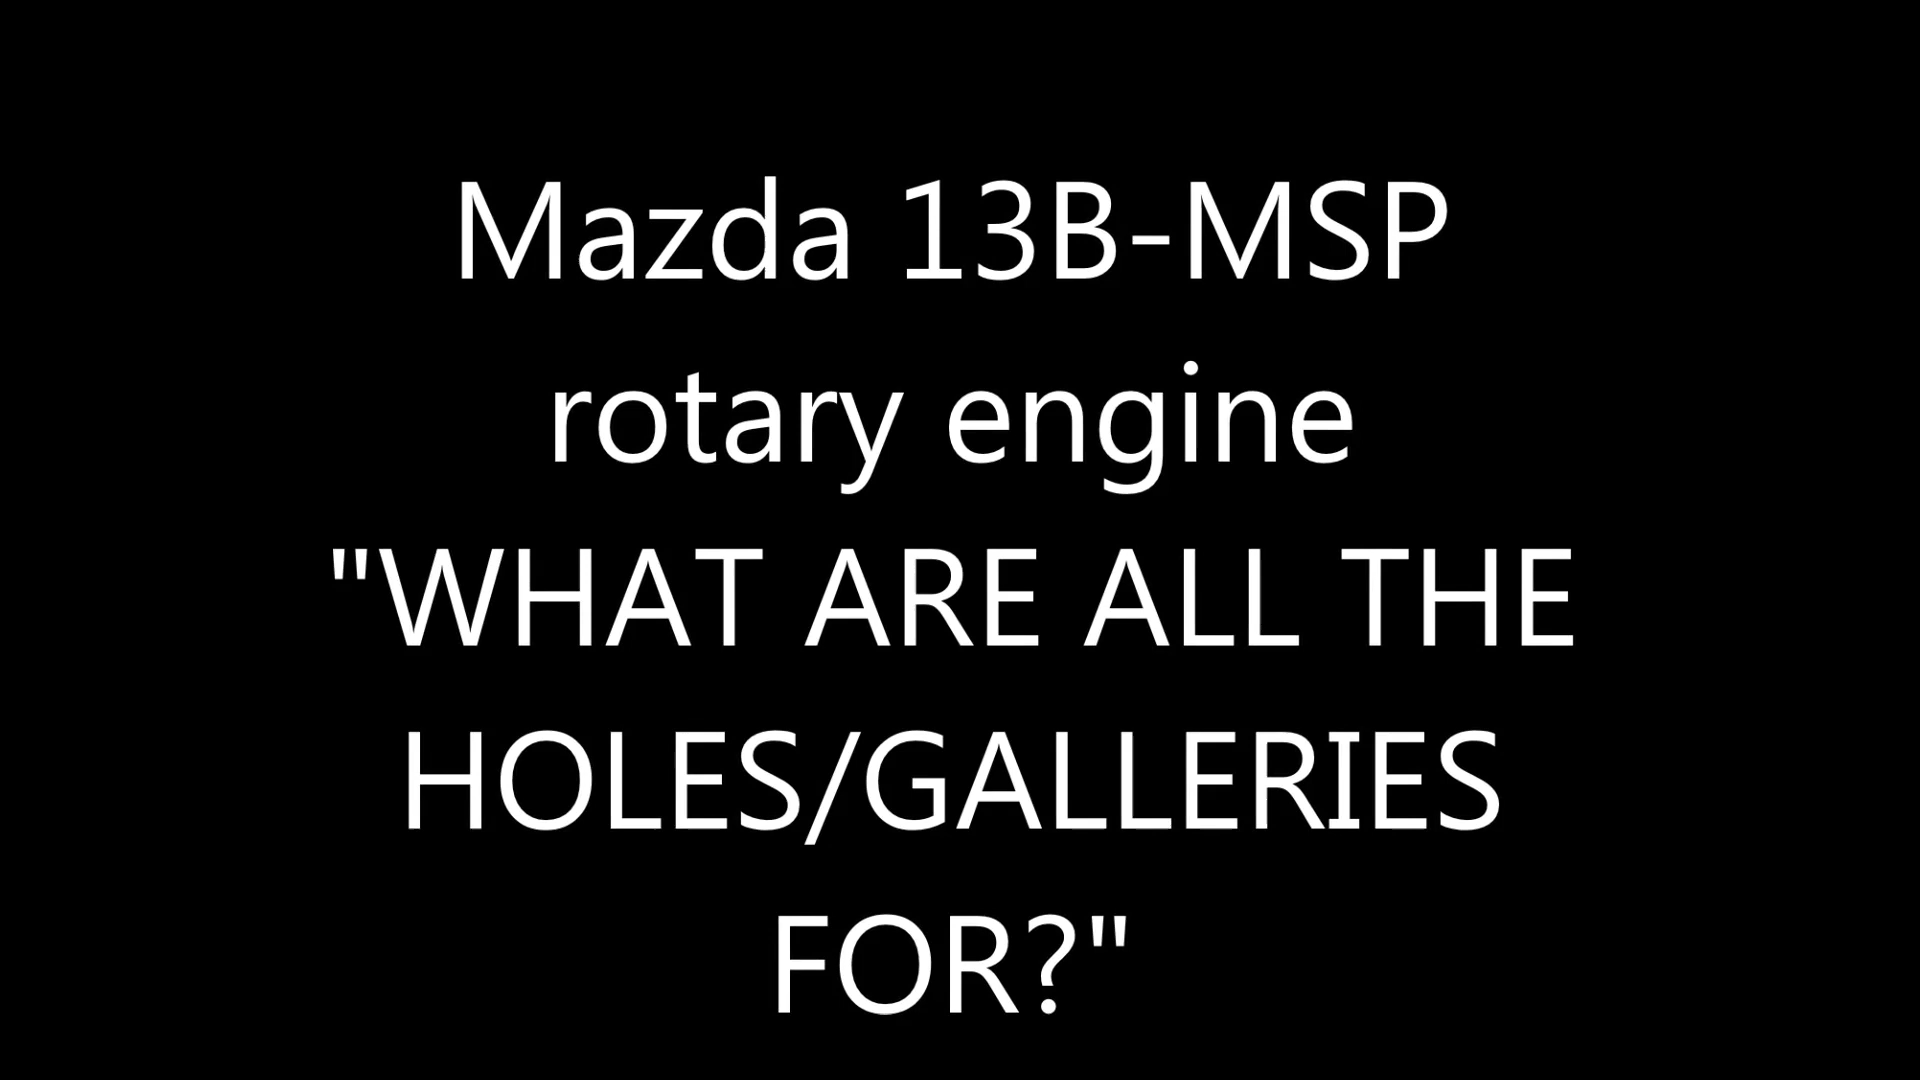 Mazda 13B-MSP
rotary engine
"WHAT ARE ALL THE
HOLES/GALLERIES
FOR?"